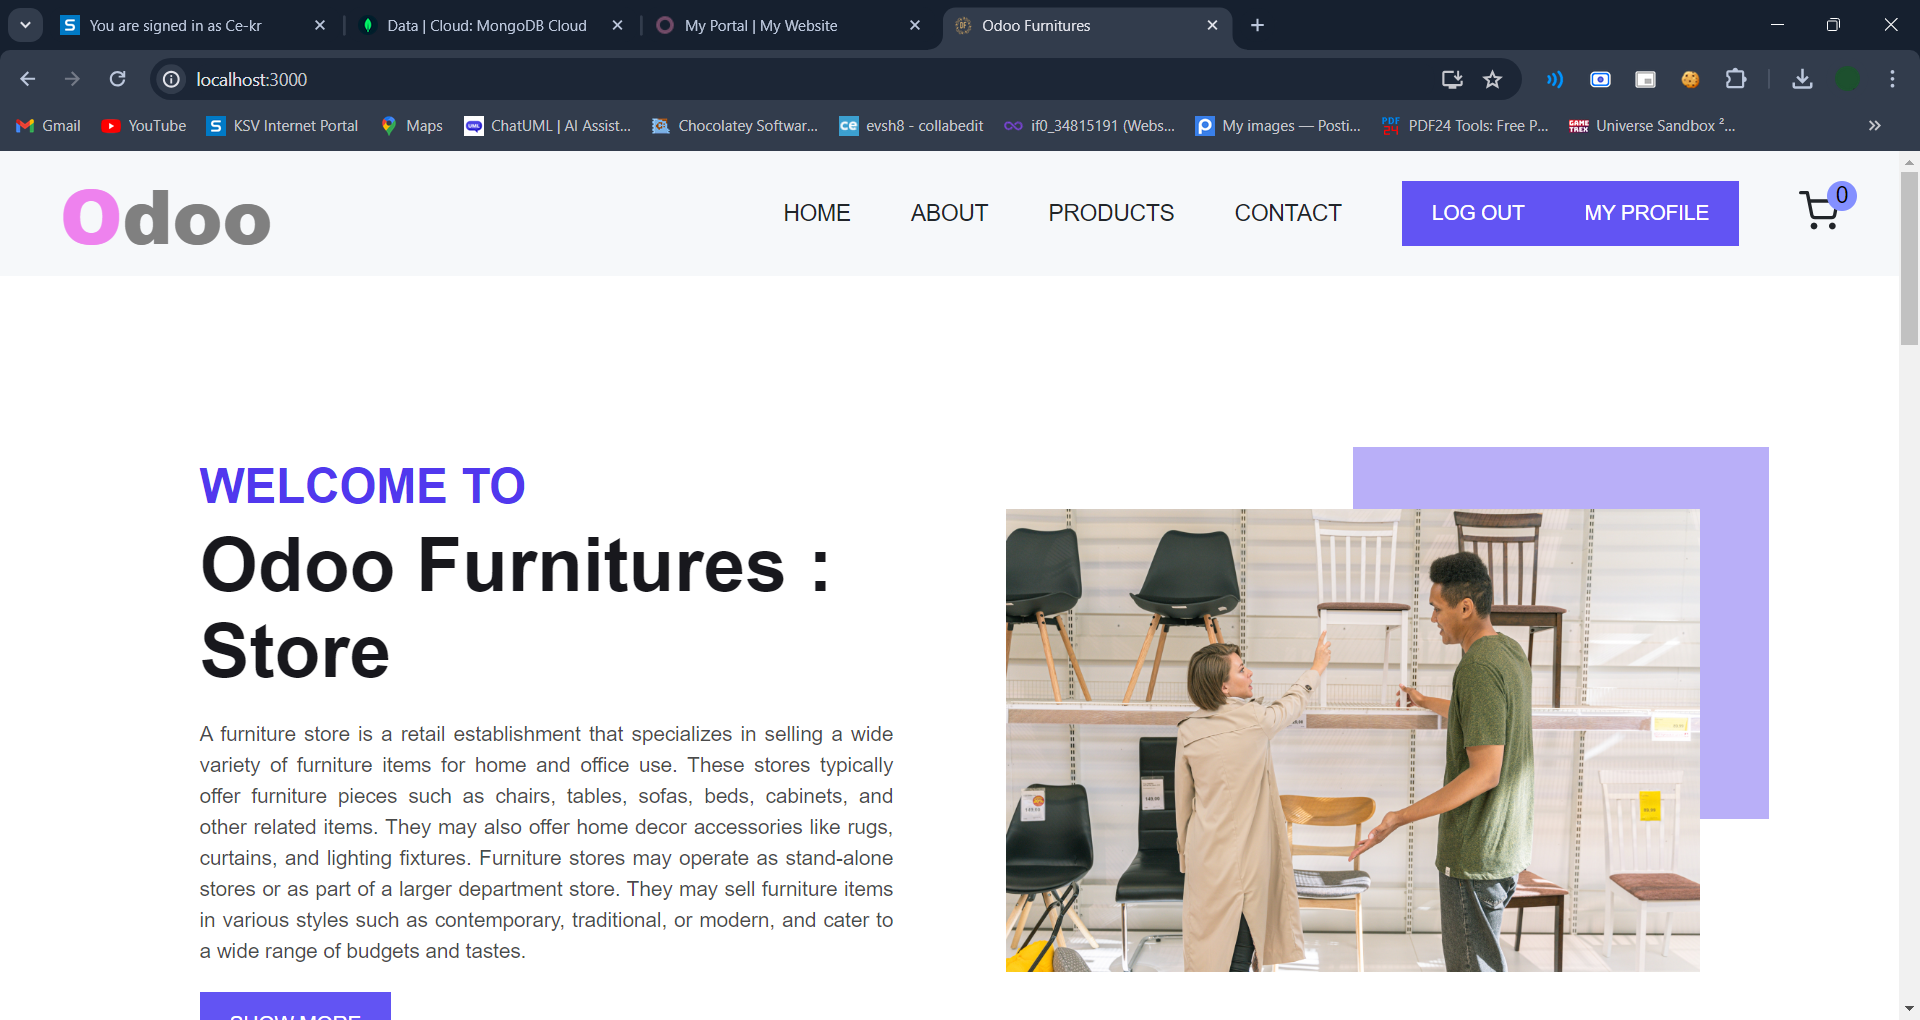 You are signed in as Ce-kr
Data | Cloud: MongoDB Cloud
My Portal | My Website
Odoo Furnitures
localhost:3000
Gmail
YouTube
KSV Internet Portal
Maps
ChatUML | AI Assist...
Chocolatey Softwar...
evsh8 - collabedit
if0_34815191 (Webs...
My images — Posti...
PDF24 Tools: Free P...
Universe Sandbox ²...
Odoo
HOME
ABOUT
PRODUCTS
CONTACT
LOG OUT
MY PROFILE
0
WELCOME TO
Odoo Furnitures :
Store
A furniture store is a retail establishment that specializes in selling a wide
variety of furniture items for home and office use. These stores typically
offer furniture pieces such as chairs, tables, sofas, beds, cabinets, and
other related items. They may also offer home decor accessories like rugs,
curtains, and lighting fixtures. Furniture stores may operate as stand-alone
stores or as part of a larger department store. They may sell furniture items
in various styles such as contemporary, traditional, or modern, and cater to
a wide range of budgets and tastes.
SHOW MORE